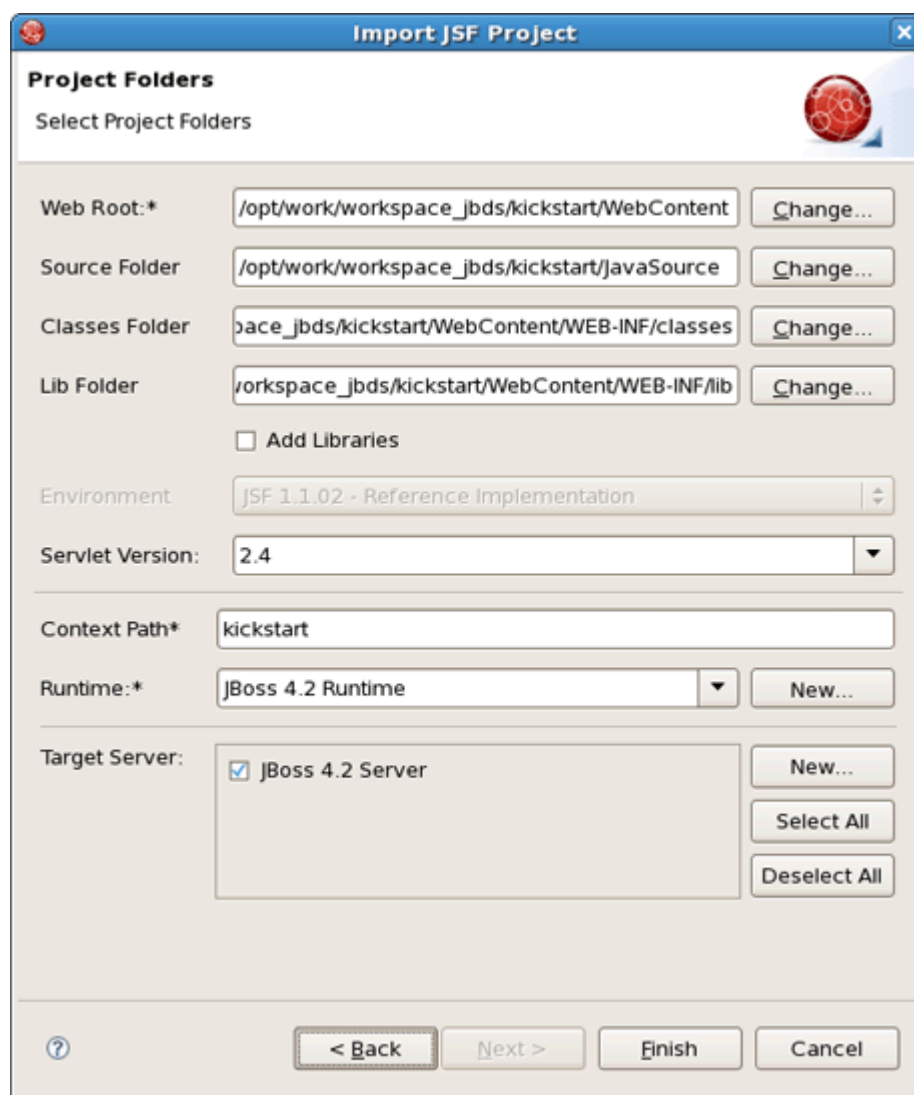 Import JSF Project
Project Folders
Select Project Folders
Web Root:* /opt/work/workspace_jbds/kickstart/WebContent Change...
Source Folder /opt/work/workspace_jbds/kickstart/JavaSource Change...
Classes Folder pace_jbds/kickstart/WebContent/WEB-INF/classes Change...
Lib Folder workspace_jbds/kickstart/WebContent/WEB-INF/lib Change...
Add Libraries
Environment JSF 1.1.02 - Reference Implementation
Servlet Version: 2.4
Context Path* kickstart
Runtime:* JBoss 4.2 Runtime New...
Target Server: JBoss 4.2 Server New...
Select All
Deselect All
? < Back Next > Finish Cancel